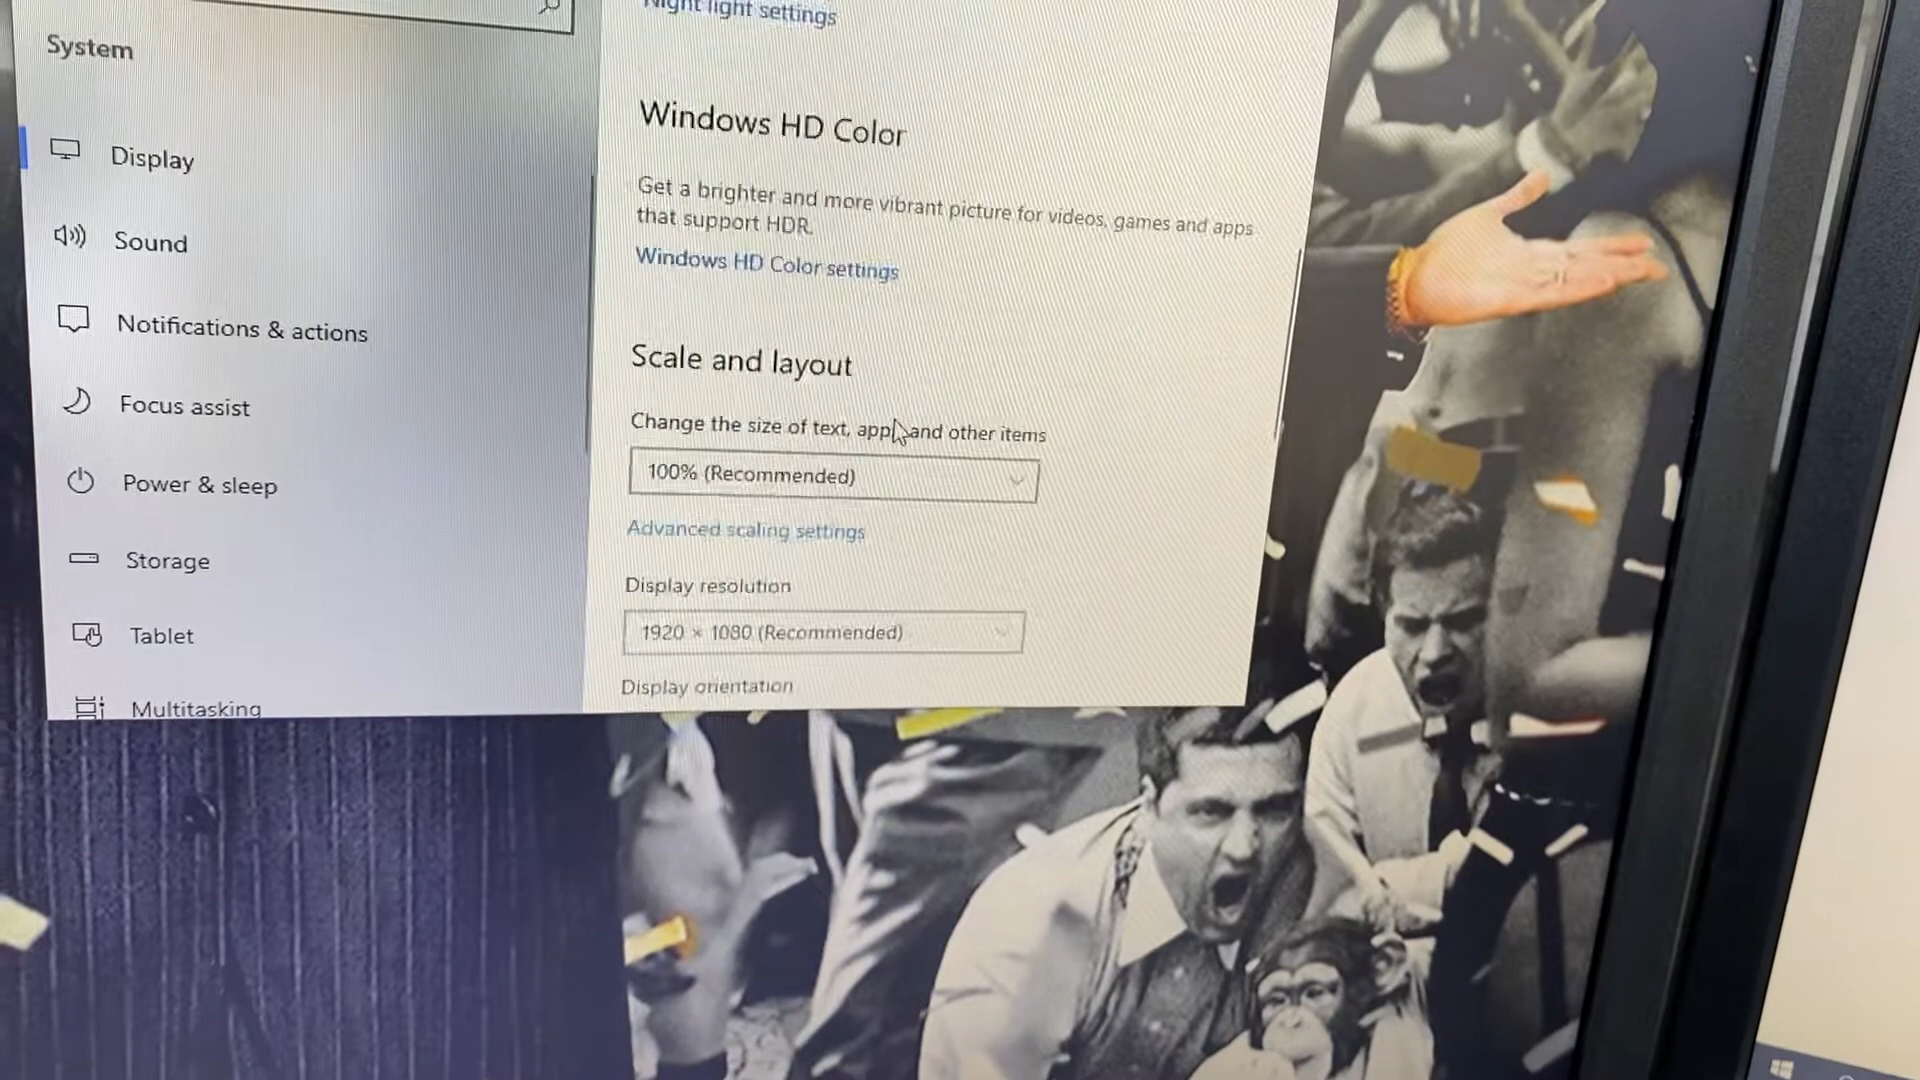 Night light settings
System
Windows HD Color
Display
Get a brighter and more vibrant picture for videos, games and apps
that support HDR.
Sound
Windows HD Color settings
Notifications & actions
Scale and layout
Focus assist
Change the size of text, apps and other items
100% (Recommended)
Power & sleep
Advanced scaling settings
Storage
Display resolution
1920 × 1080 (Recommended)
Tablet
Display orientation
Multitasking